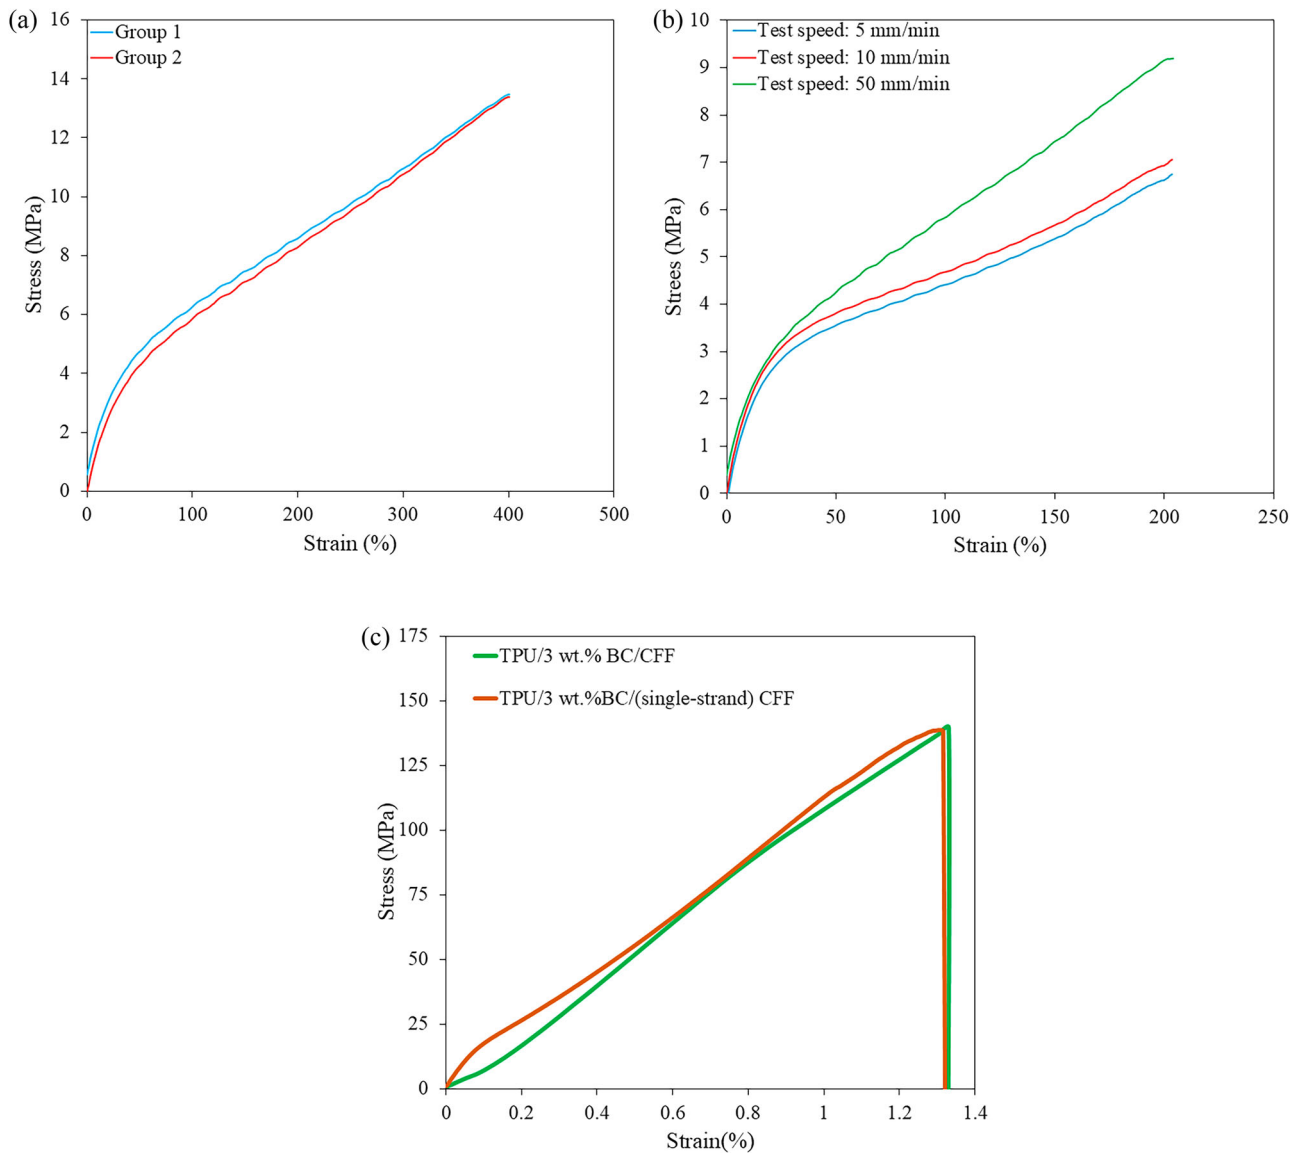 (a)
Group 1
Group 2
Stress (MPa)
16
14
12
10
8
6
4
2
0
0 100 200 300 400 500
Strain (%)
(b)
Test speed: 5 mm/min
Test speed: 10 mm/min
Test speed: 50 mm/min
Strees (MPa)
10
9
8
7
6
5
4
3
2
1
0
0 50 100 150 200 250
Strain (%)
(c)
TPU/3 wt.% BC/CFF
TPU/3 wt.%BC/(single-strand) CFF
Stress (MPa)
175
150
125
100
75
50
25
0
0 0.2 0.4 0.6 0.8 1 1.2 1.4
Strain(%)